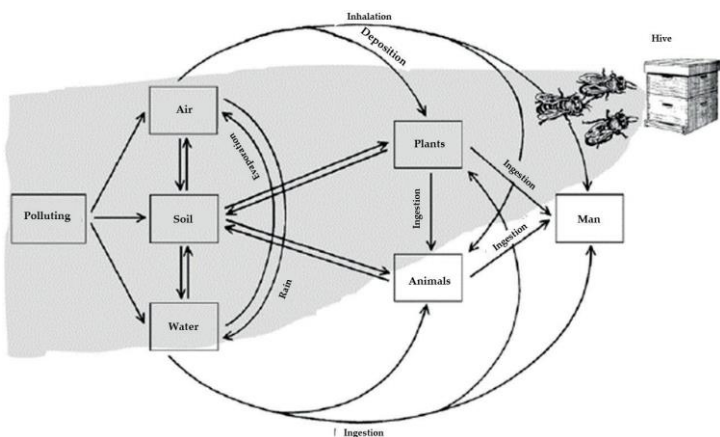 Inhalation
Hive
Deposition
Air
Plants
Evaporation
Ingestion
Polluting
Soil
Ingestion
Man
Ingestion
Animals
Rain
Water
Ingestion